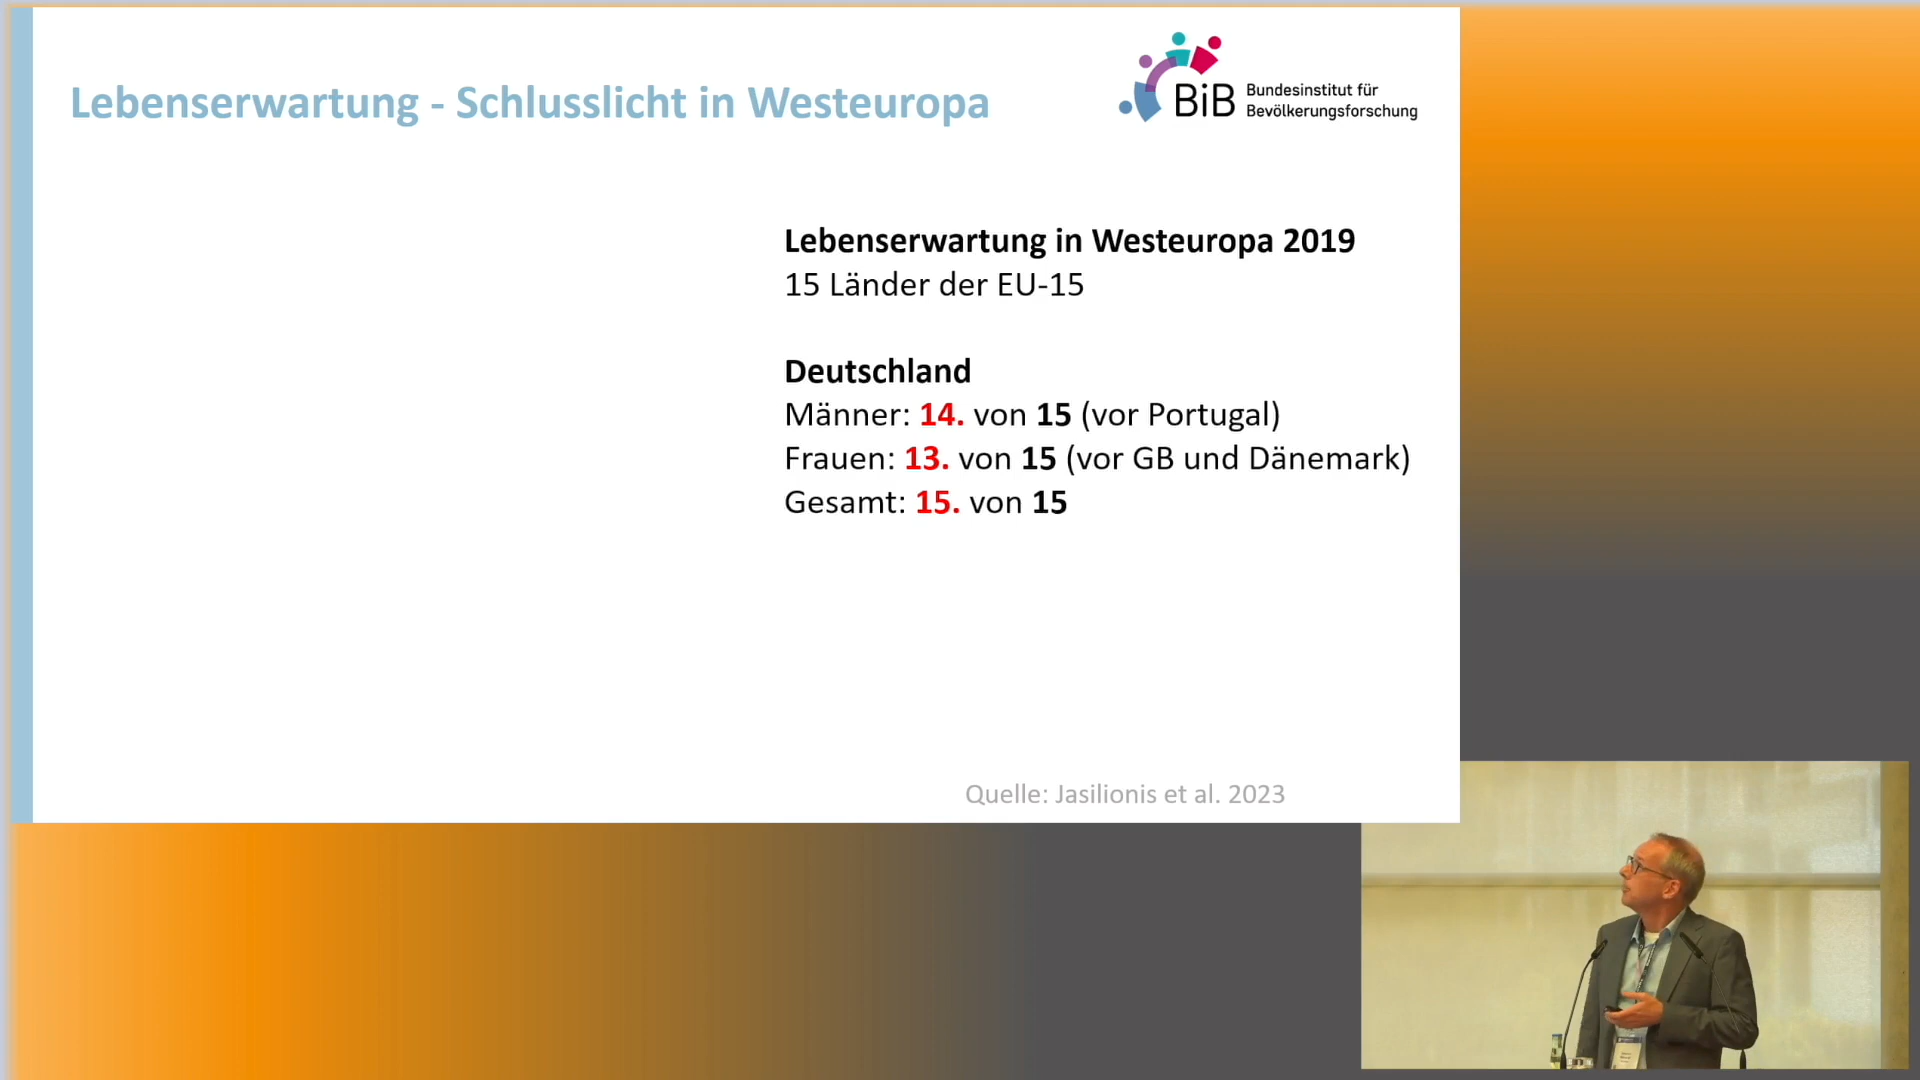 Lebenserwartung - Schlusslicht in Westeuropa
BiB Bundesinstitut für
Bevölkerungsforschung
Lebenserwartung in Westeuropa 2019
15 Länder der EU-15
Deutschland
Männer: 14. von 15 (vor Portugal)
Frauen: 13. von 15 (vor GB und Dänemark)
Gesamt: 15. von 15
Quelle: Jasilionis et al. 2023